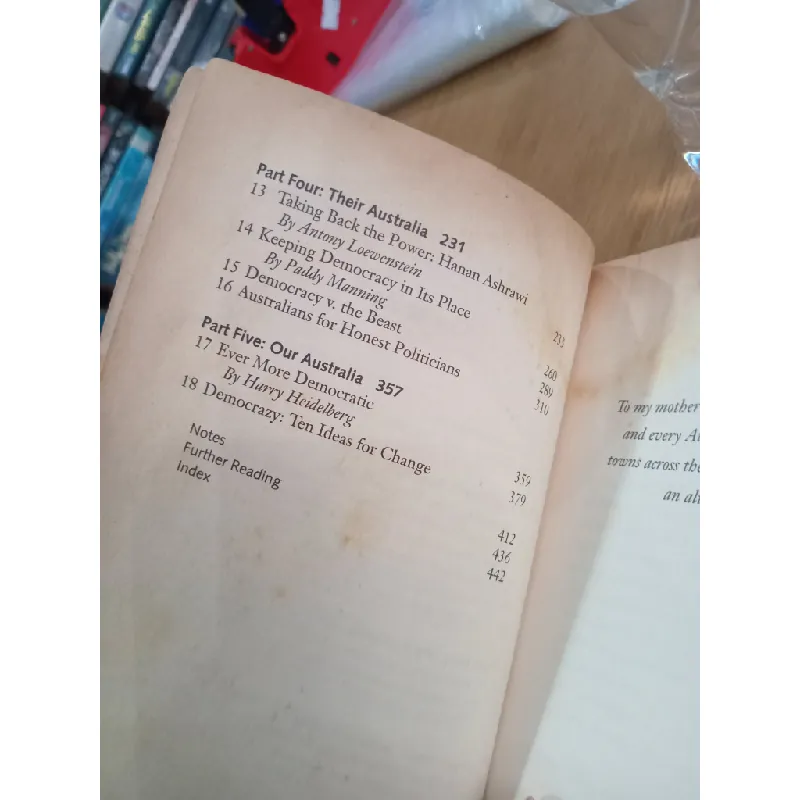 Part Four: Their Australia 231
13 Taking Back the Power: Hanan Ashrawi 233
By Antony Loewenstein
14 Keeping Democracy in Its Place 260
By Paddy Manning
15 Democracy v. the Beast 289
16 Australians for Honest Politicians 310
Part Five: Our Australia 357
17 Ever More Democratic 359
By Harry Heidelberg
18 Democrazy: Ten Ideas for Change 379
Notes 412
Further Reading 436
Index 442
To my mother
and every
towns across the
an